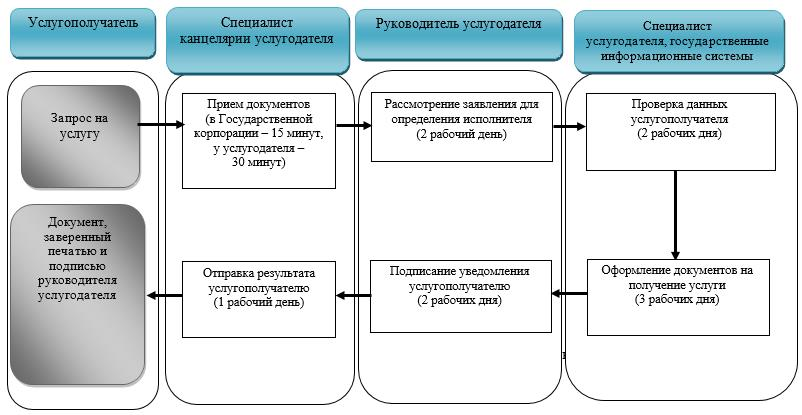 Услугополучатель
Специалист
канцелярии услугодателя
Руководитель услугодателя
Специалист
услугодателя, государственные
информационные системы
Запрос на
услугу
Прием документов
(в Государственной
корпорации – 15 минут,
у услугодателя –
30 минут)
Рассмотрение заявления для
определения исполнителя
(2 рабочий день)
Проверка данных
услугополучателя
(2 рабочих дня)
Документ,
заверенный
печатью и
подписью
руководителя
услугодателя
Отправка результата
услугополучателю
(1 рабочий день)
Подписание уведомления
услугополучателю
(2 рабочих дня)
Оформление документов на
получение услуги
(3 рабочих дня)